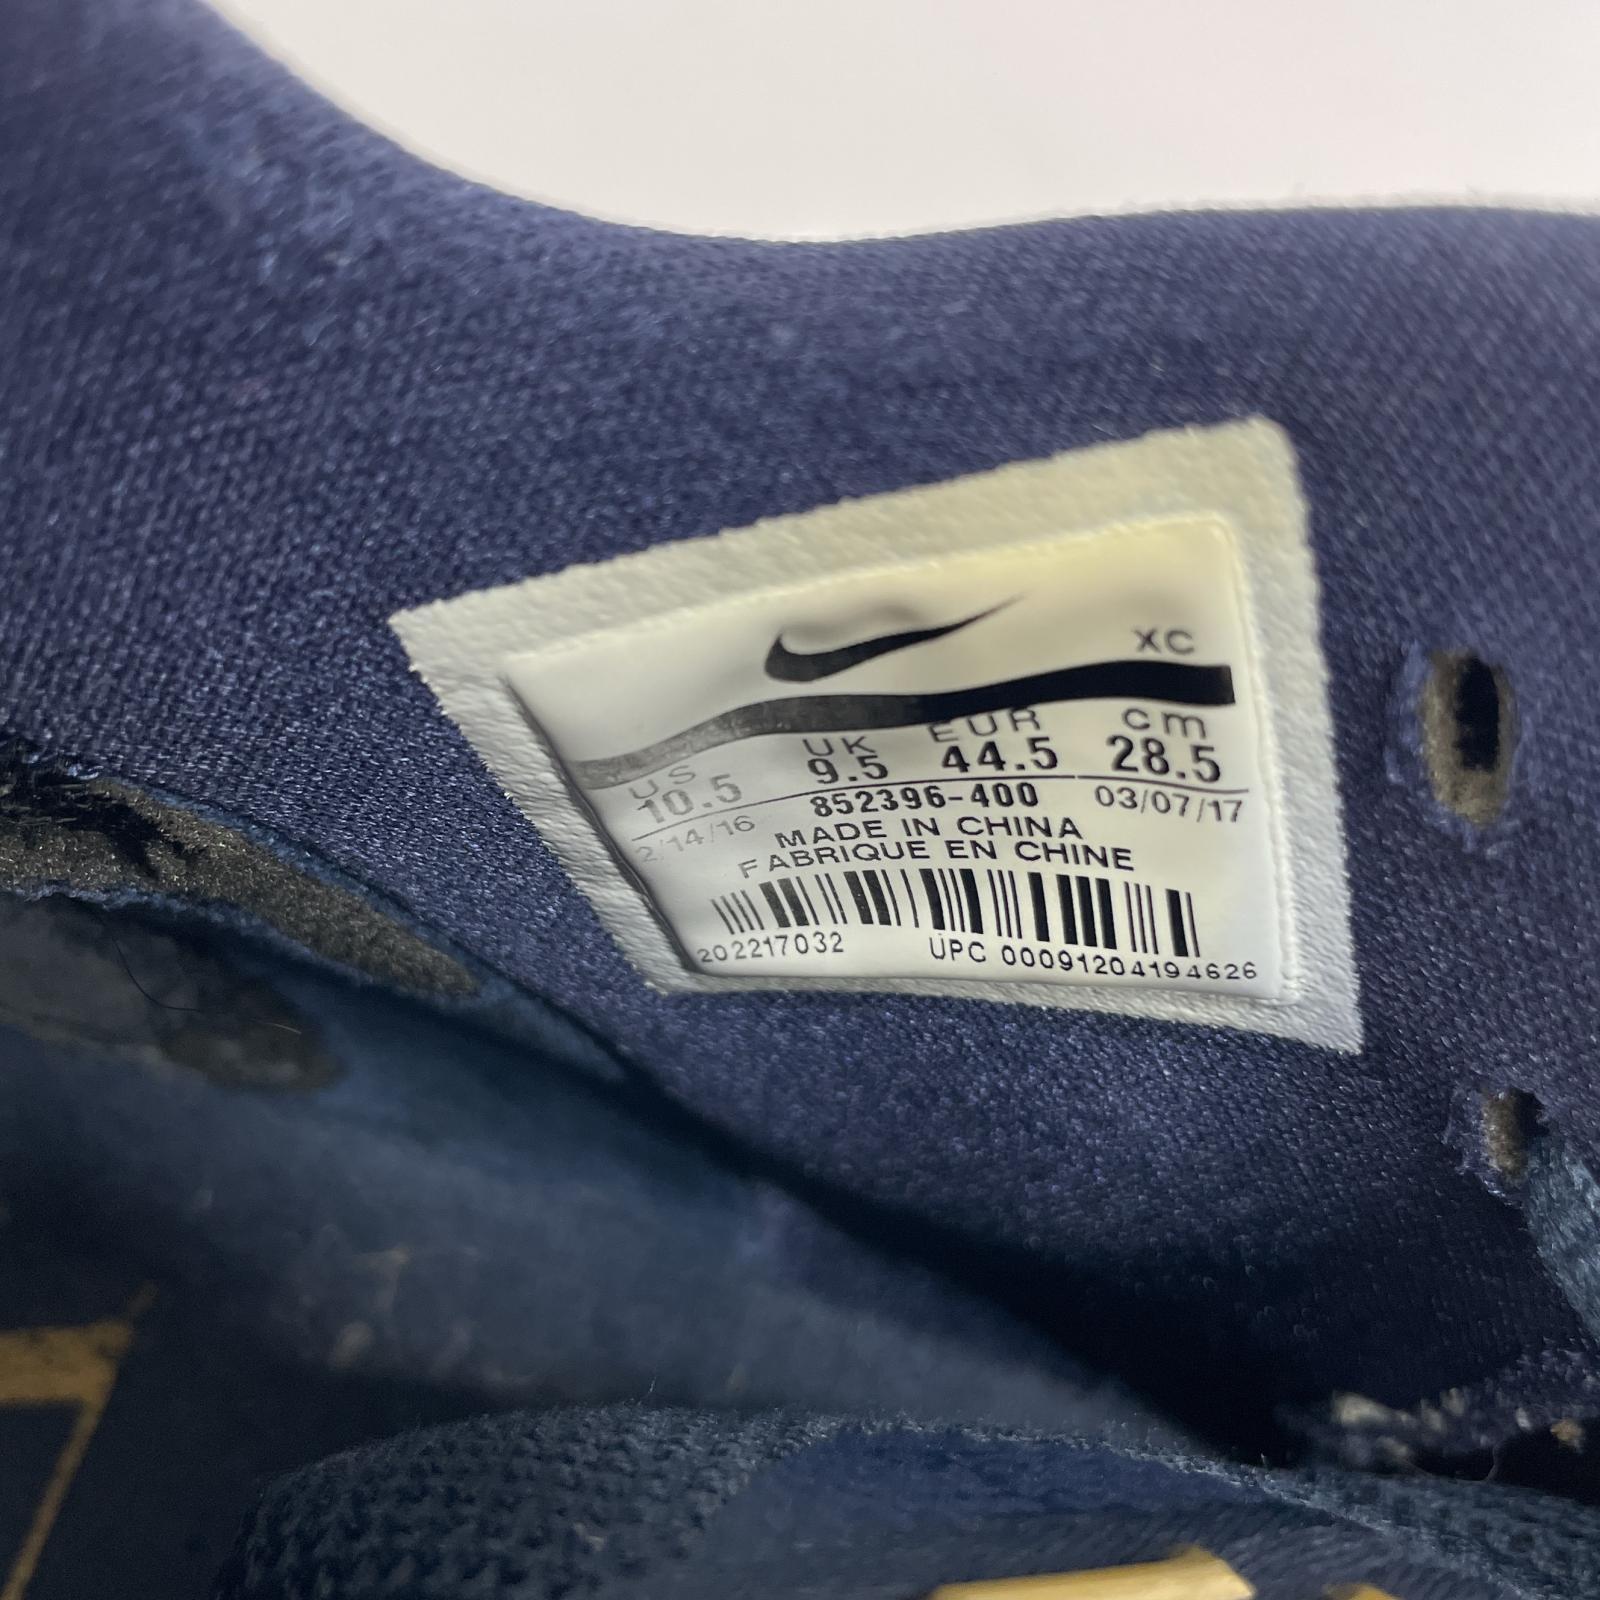 XC
US UK EUR cm
10.5 9.5 44.5 28.5
2/14/16 852396-400 03/07/17
MADE IN CHINA
FABRIQUE EN CHINE
202217032 UPC 00091204194626